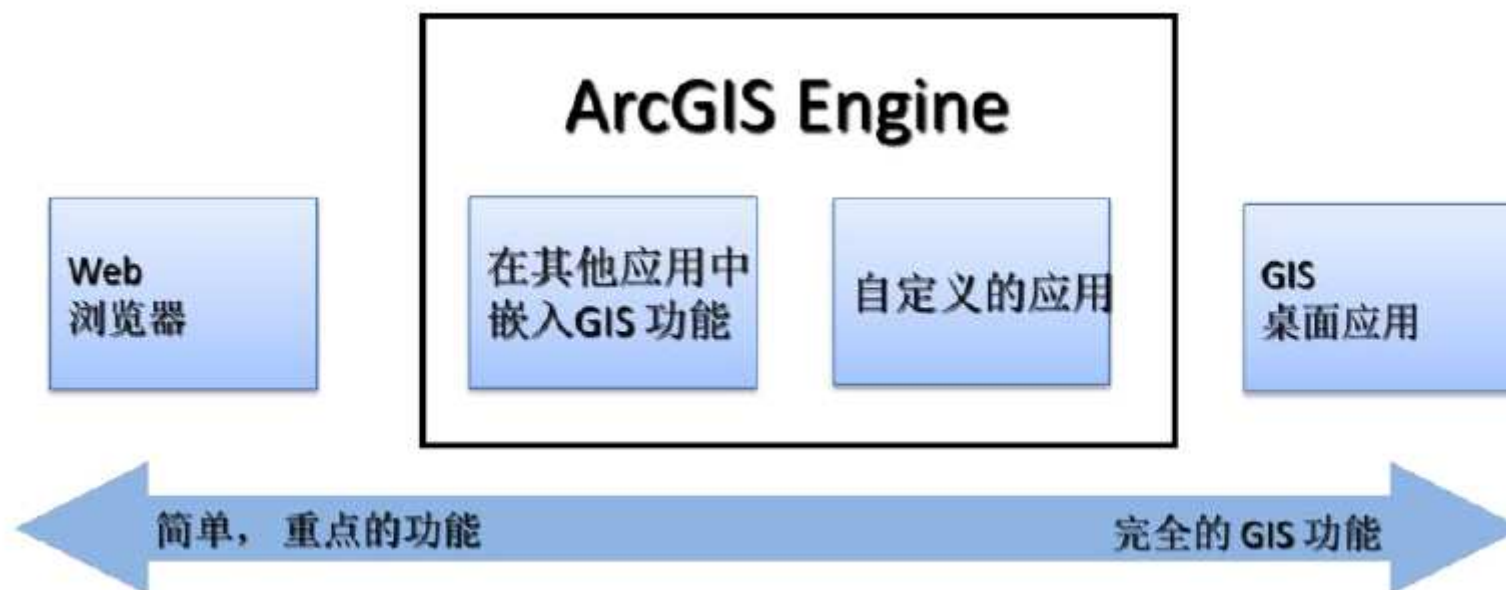 ArcGIS Engine
Web
浏览器
在其他应用中
嵌入GIS 功能
自定义的应用
GIS
桌面应用
简单， 重点的功能
完全的 GIS 功能